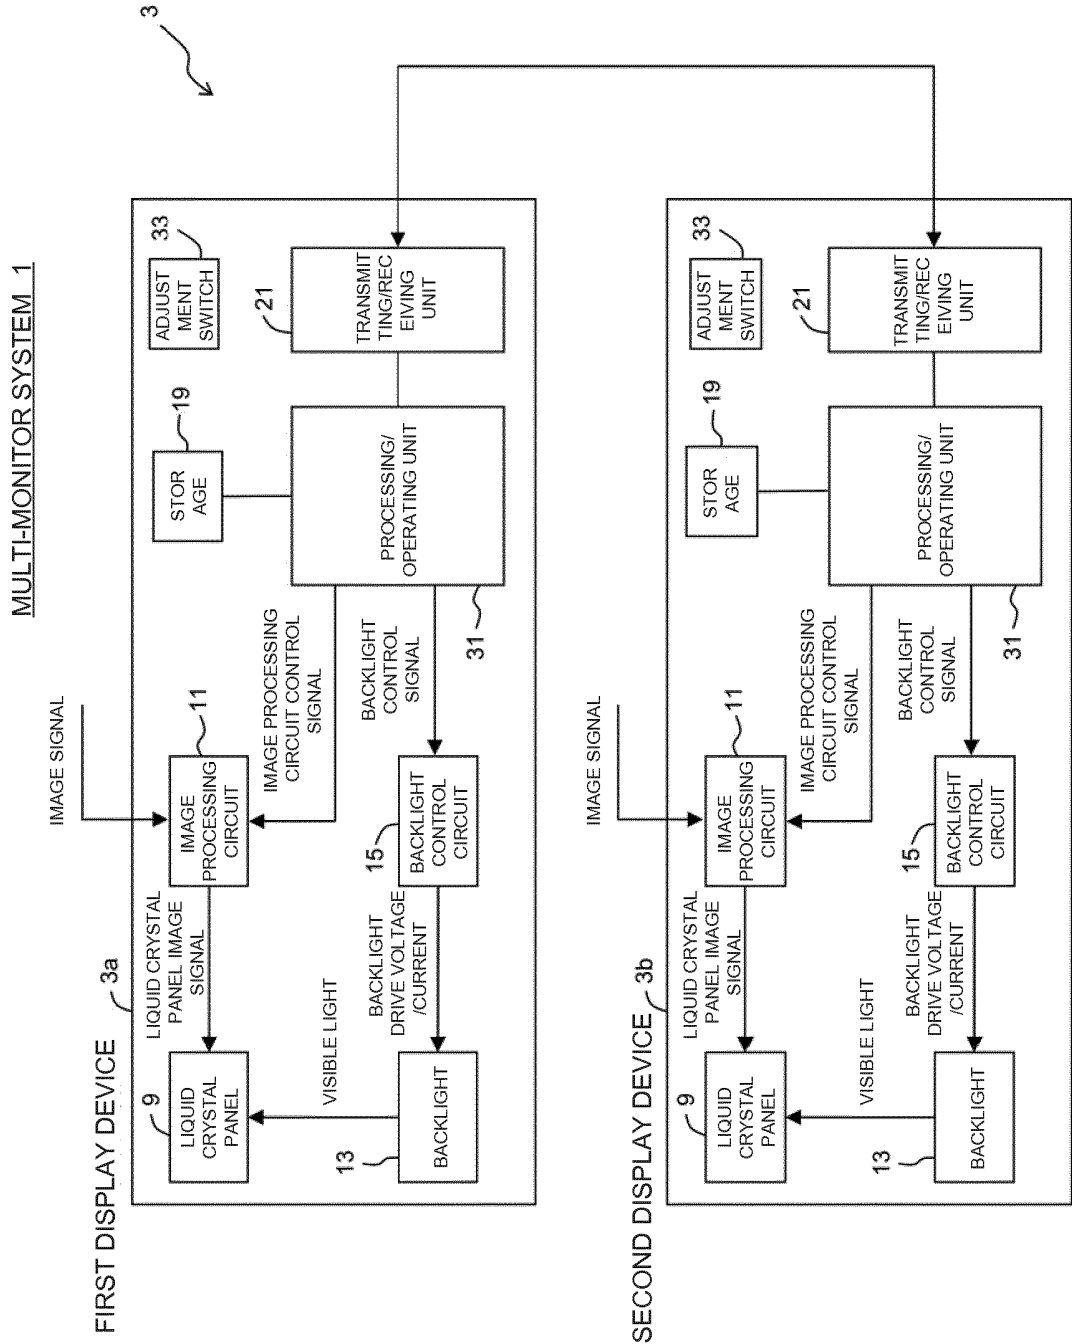 MULTI-MONITOR SYSTEM 1
3
FIRST DISPLAY DEVICE
3a
IMAGE SIGNAL
9
LIQUID
CRYSTAL
PANEL
LIQUID CRYSTAL
PANEL IMAGE
SIGNAL
11
IMAGE
PROCESSING
CIRCUIT
IMAGE PROCESSING
CIRCUIT CONTROL
SIGNAL
19
STOR
AGE
33
ADJUST
MENT
SWITCH
VISIBLE LIGHT
13
BACKLIGHT
BACKLIGHT
DRIVE VOLTAGE
/CURRENT
15
BACKLIGHT
CONTROL
CIRCUIT
BACKLIGHT
CONTROL
SIGNAL
31
PROCESSING/
OPERATING UNIT
21
TRANSMIT
TING/REC
EIVING
UNIT
SECOND DISPLAY DEVICE
3b
IMAGE SIGNAL
9
LIQUID
CRYSTAL
PANEL
LIQUID CRYSTAL
PANEL IMAGE
SIGNAL
11
IMAGE
PROCESSING
CIRCUIT
IMAGE PROCESSING
CIRCUIT CONTROL
SIGNAL
19
STOR
AGE
33
ADJUST
MENT
SWITCH
VISIBLE LIGHT
13
BACKLIGHT
BACKLIGHT
DRIVE VOLTAGE
/CURRENT
15
BACKLIGHT
CONTROL
CIRCUIT
BACKLIGHT
CONTROL
SIGNAL
31
PROCESSING/
OPERATING UNIT
21
TRANSMIT
TING/REC
EIVING
UNIT